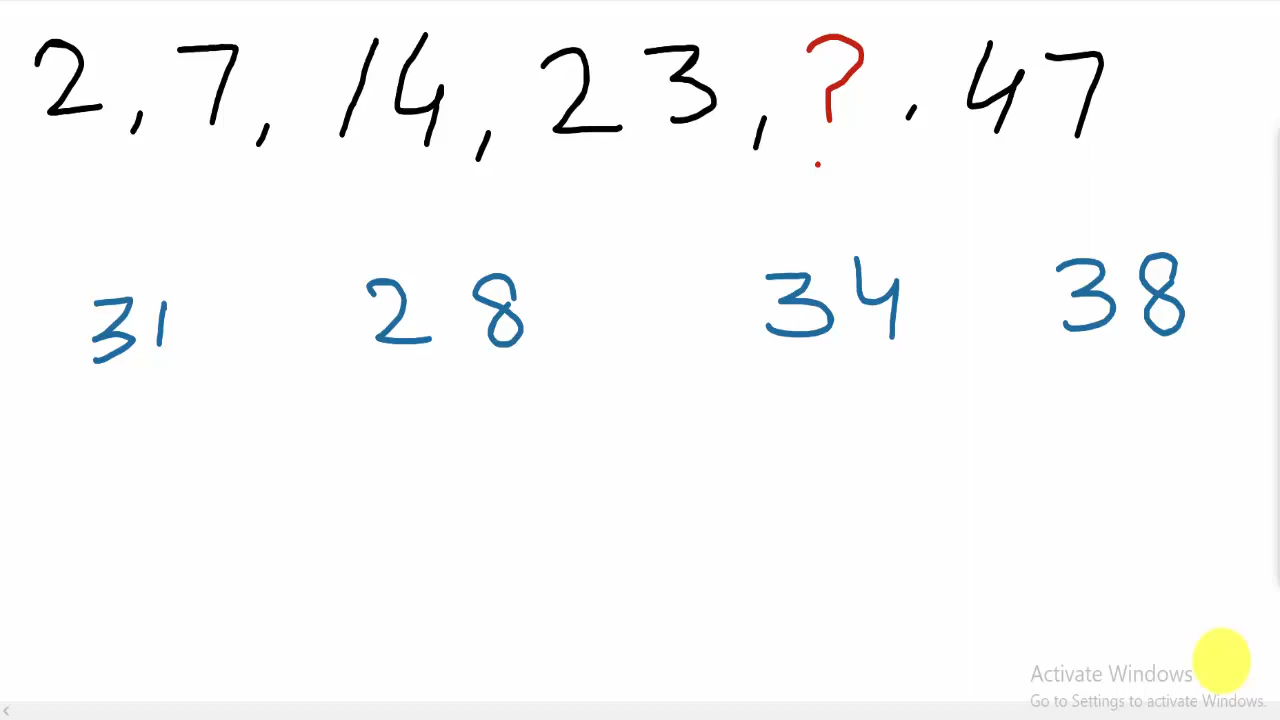 2, 7, 14, 23, ?, 47
31 28 34 38
Activate Windows
Go to Settings to activate Windows.